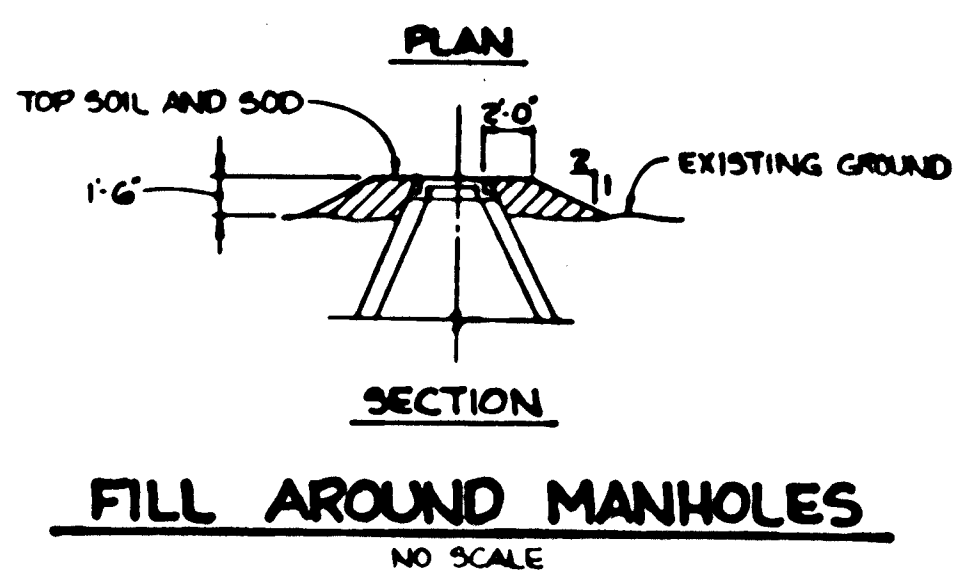 PLAN
TOP SOIL AND SOD
2'-0"
2
1
EXISTING GROUND
1'-6"
SECTION
FILL AROUND MANHOLES
NO SCALE